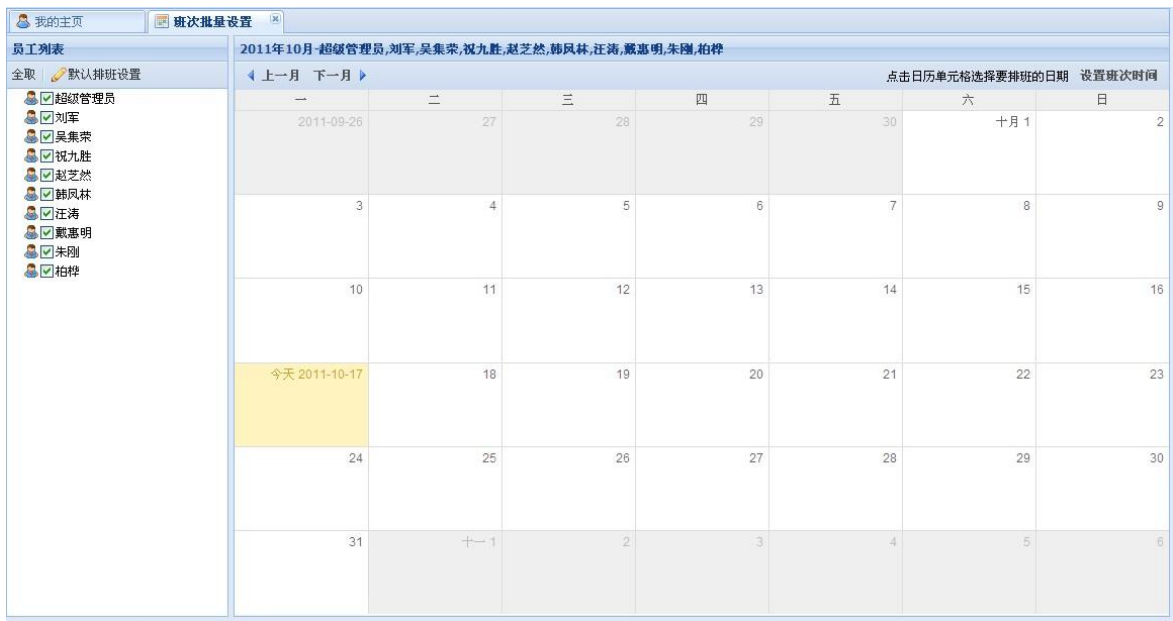 我的主页 班次批量设置
员工列表
全取 默认排班设置
超级管理员
刘军
吴集荣
祝九胜
赵芝然
韩风林
汪涛
戴惠明
朱刚
柏桦
2011年10月-超级管理员,刘军,吴集荣,祝九胜,赵芝然,韩风林,汪涛,戴惠明,朱刚,柏桦
上一月 下一月 点击日历单元格选择要排班的日期 设置班次时间
一 二 三 四 五 六 日
2011-09-26 27 28 29 30 十月 1 2
3 4 5 6 7 8 9
10 11 12 13 14 15 16
今天 2011-10-17 18 19 20 21 22 23
24 25 26 27 28 29 30
31 十一 1 2 3 4 5 6